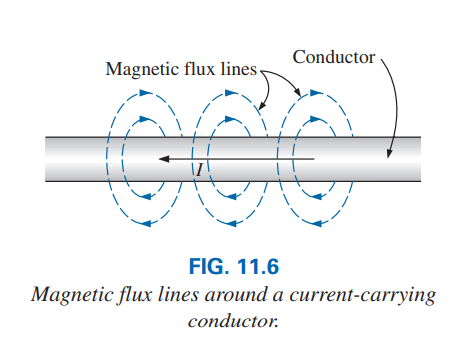 Conductor
Magnetic flux lines
I
FIG. 11.6
Magnetic flux lines around a current-carrying
conductor.